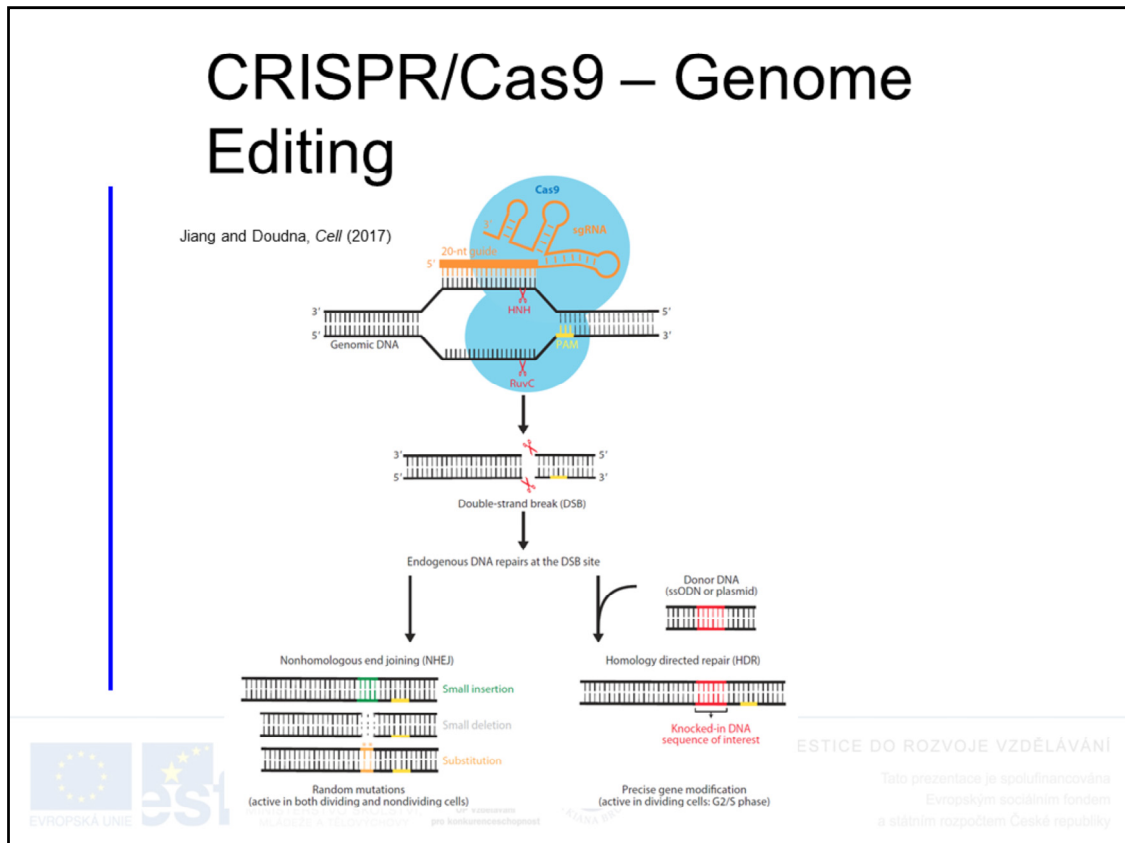 CRISPR/Cas9 – Genome
Editing
Jiang and Doudna, Cell (2017)
Cas9
3'
sgRNA
20-nt guide
5'
HNH
3'
5'
5'
3'
Genomic DNA
PAM
RuvC
3'
5'
5'
3'
Double-strand break (DSB)
Endogenous DNA repairs at the DSB site
Donor DNA
(ssODN or plasmid)
Nonhomologous end joining (NHEJ)
Homology directed repair (HDR)
Small insertion
Small deletion
Substitution
Knocked-in DNA
sequence of interest
Random mutations
(active in both dividing and nondividing cells)
Precise gene modification
(active in dividing cells: G2/S phase)
EVROPSKÁ UNIE
MLÁDEŽE A TĚLOVÝCHOVY
pro konkurenceschopnost
ESTICE DO ROZVOJE VZDĚLÁVÁNÍ
Tato prezentace je spolufinancována
Evropským sociálním fondem
a státním rozpočtem České republiky